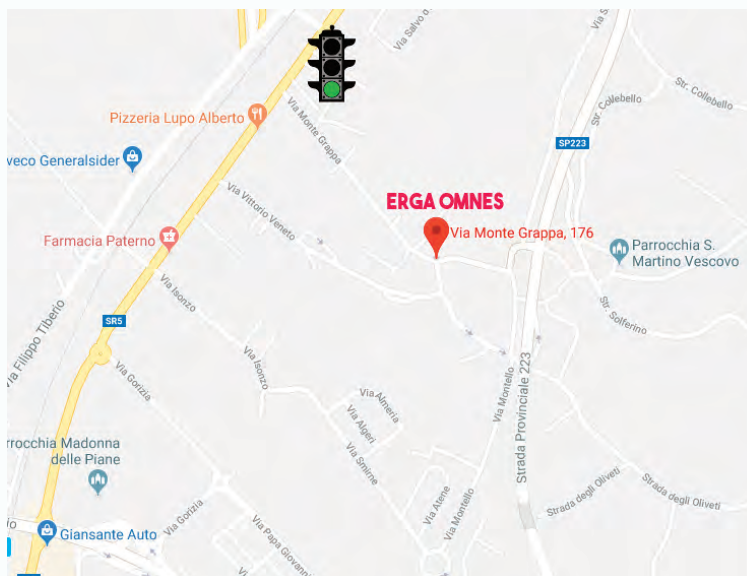 Via Salvo
Via S
Str. Collebello
Str. Collebello
Pizzeria Lupo Alberto
Via Monte Grappa
SP223
veco Generalsider
Via Vittorio Veneto
ERGA OMNES
Via Monte Grappa, 176
Farmacia Paterno
Parrocchia S.
Martino Vescovo
Via Isonzo
Via Filippo Tiberio
SR5
Str. Solferino
Via Isonzo
Via Gorizia
Via Montello
Strada Provinciale 223
Via Almeria
Via Algeri
rrocchia Madonna
delle Piane
Via Smirne
Strada degli Oliveti
Strada degli Oliveti
Via Atene
Via Montello
Via Gorizia
Giansante Auto
Via Papa Giovanni